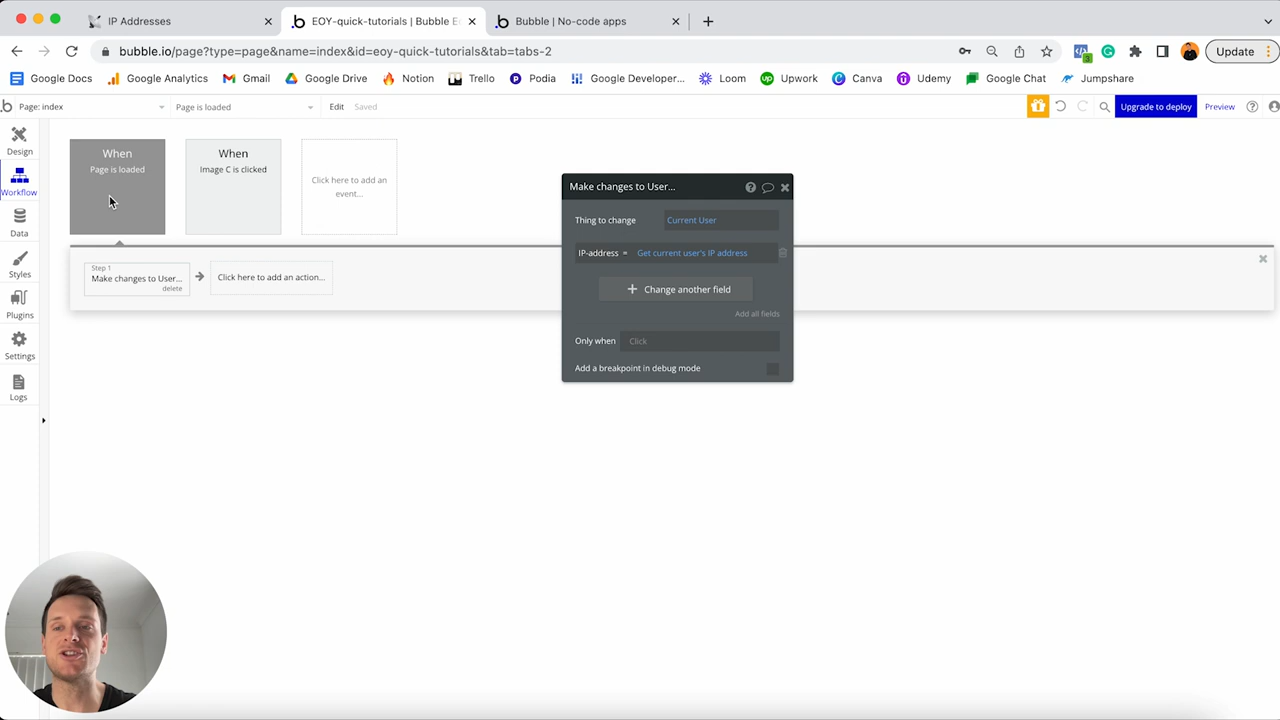 IP Addresses
EOY-quick-tutorials | Bubble E
Bubble | No-code apps
bubble.io/page?type=page&name=index&id=eoy-quick-tutorials&tab=tabs-2
3
Update
Google Docs
Google Analytics
Gmail
Google Drive
Notion
Trello
Podia
Google Developer...
Loom
Upwork
Canva
Udemy
Google Chat
Jumpshare
Page: index
Page is loaded
Edit
Saved
Upgrade to deploy
Preview
Design
Workflow
Data
Styles
Plugins
Settings
Logs
When
Page is loaded
When
Image C is clicked
Click here to add an
event...
Step 1
Make changes to User...
delete
Click here to add an action...
Make changes to User...
Thing to change
Current User
IP-address =
Get current user's IP address
Change another field
Add all fields
Only when
Click
Add a breakpoint in debug mode